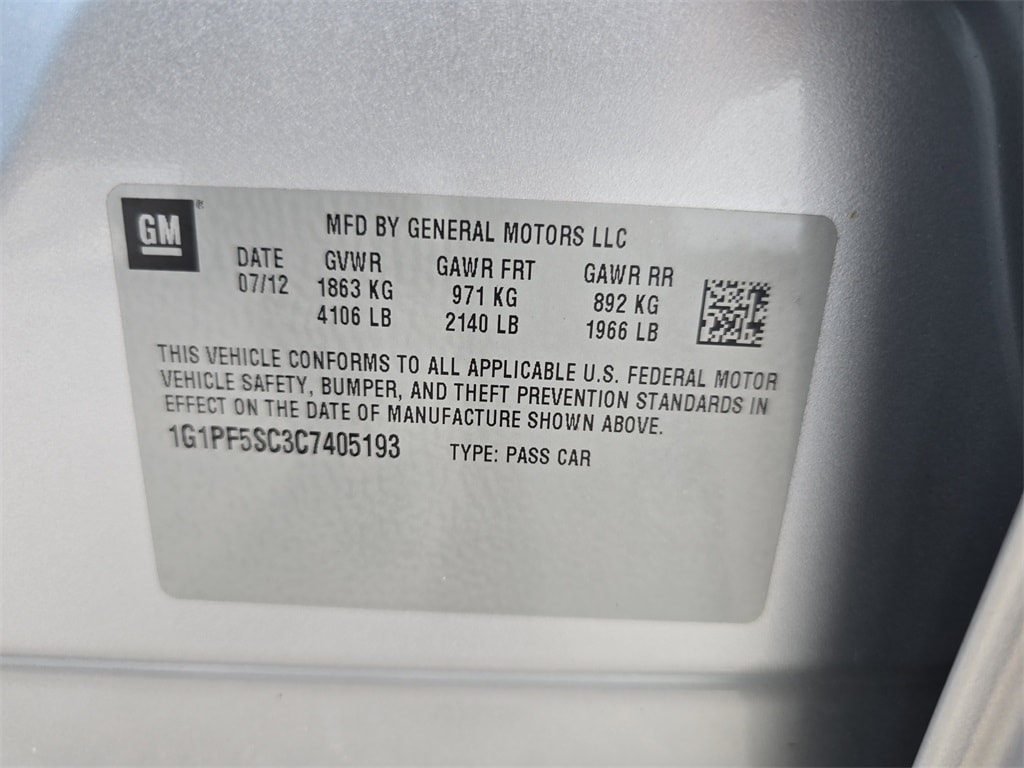 GM®
MFD BY GENERAL MOTORS LLC
DATE GVWR GAWR FRT GAWR RR
07/12 1863 KG 971 KG 892 KG
4106 LB 2140 LB 1966 LB
THIS VEHICLE CONFORMS TO ALL APPLICABLE U.S. FEDERAL MOTOR
VEHICLE SAFETY, BUMPER, AND THEFT PREVENTION STANDARDS IN
EFFECT ON THE DATE OF MANUFACTURE SHOWN ABOVE.
1G1PF5SC3C7405193 TYPE: PASS CAR